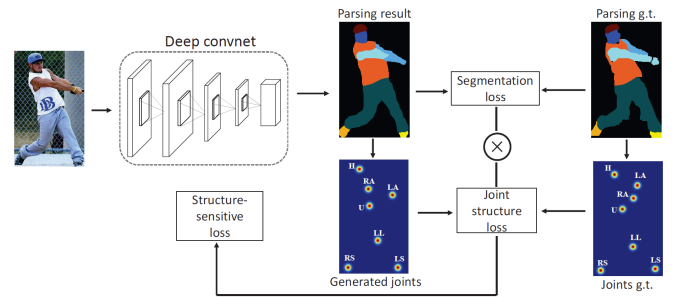 Parsing result
Parsing g.t.
Deep convnet
Segmentation
loss
H
RA
LA
U
LL
RS
LS
Generated joints
Structure-
sensitive
loss
Joint
structure
loss
H
LA
RA
U
LL
RS
LS
Joints g.t.